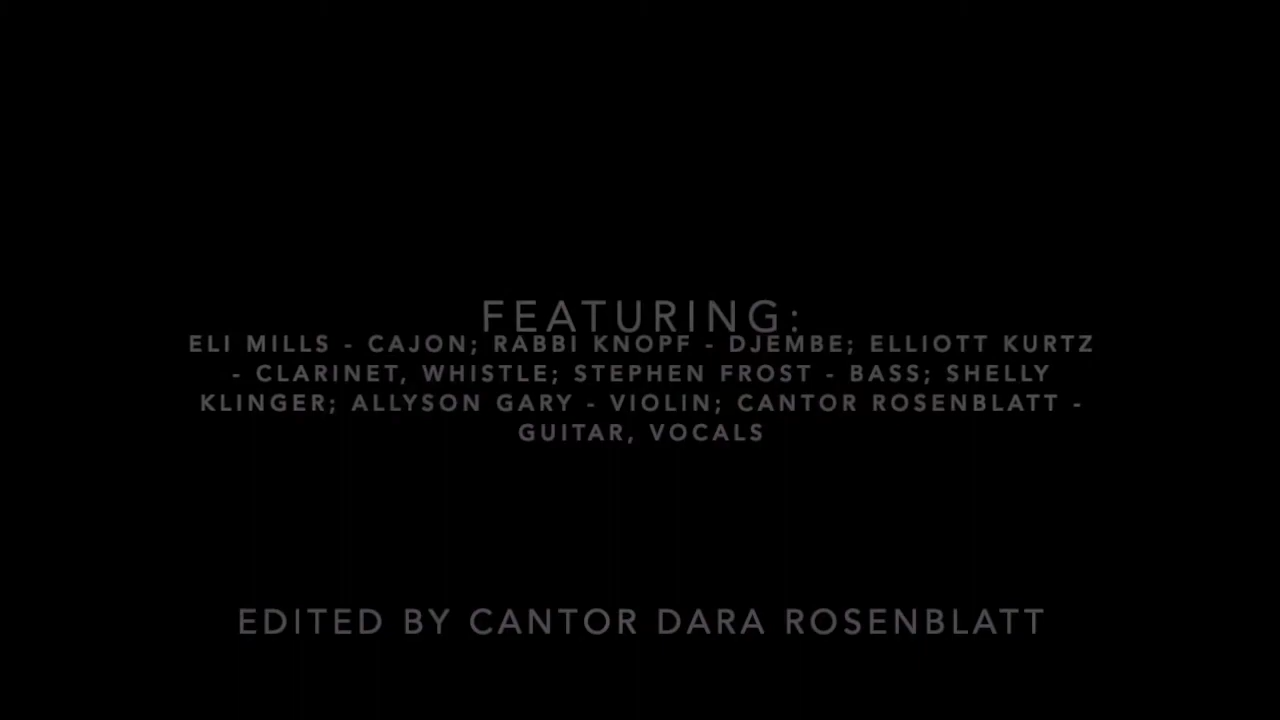 FEATURING:
ELI MILLS - CAJON; RABBI KNOPF - DJEMBE; ELLIOTT KURTZ
- CLARINET, WHISTLE; STEPHEN FROST - BASS; SHELLY
KLINGER; ALLYSON GARY - VIOLIN; CANTOR ROSENBLATT -
GUITAR, VOCALS
EDITED BY CANTOR DARA ROSENBLATT